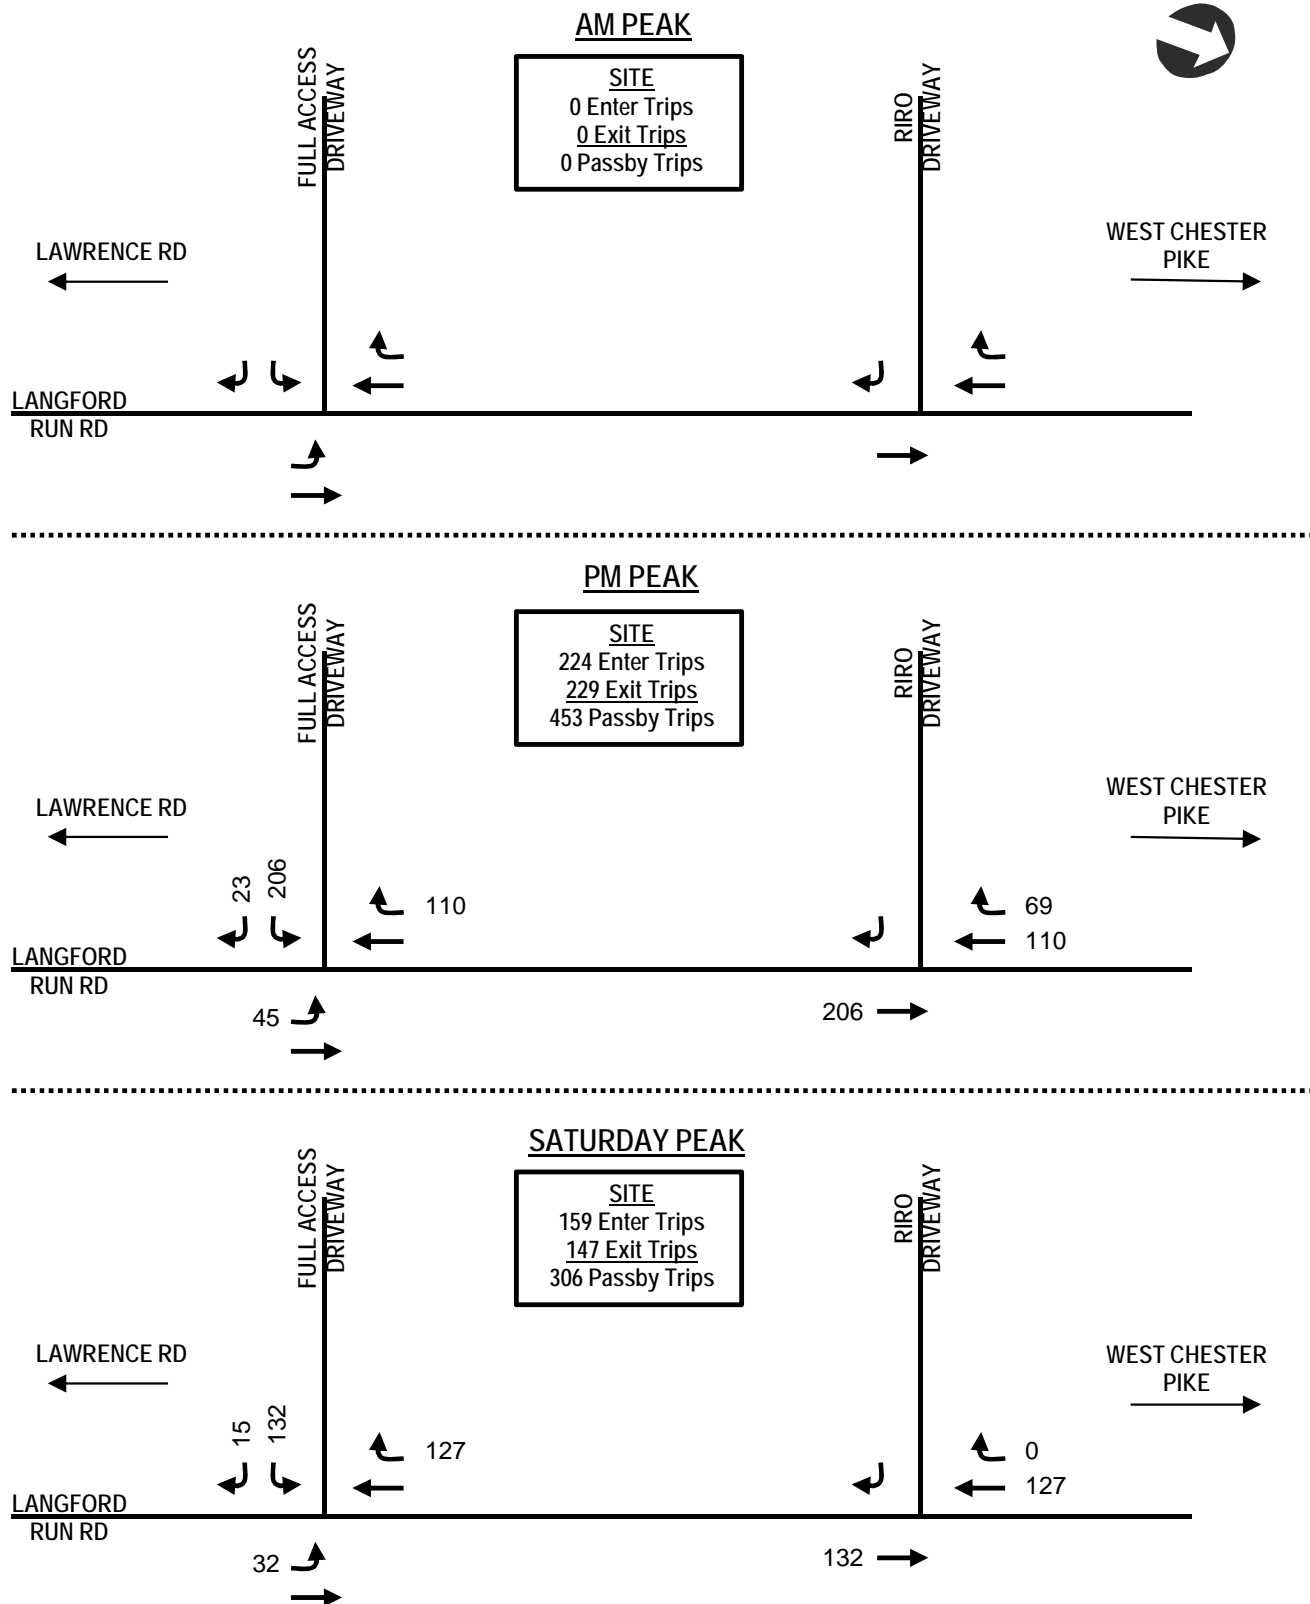 AM PEAK
FULL ACCESS
DRIVEWAY
SITE
0 Enter Trips
0 Exit Trips
0 Passby Trips
RIRO
DRIVEWAY
LAWRENCE RD
WEST CHESTER
PIKE
LANGFORD
RUN RD
PM PEAK
FULL ACCESS
DRIVEWAY
SITE
224 Enter Trips
229 Exit Trips
453 Passby Trips
RIRO
DRIVEWAY
LAWRENCE RD
WEST CHESTER
PIKE
23
206
110
69
110
LANGFORD
RUN RD
45
206
SATURDAY PEAK
FULL ACCESS
DRIVEWAY
SITE
159 Enter Trips
147 Exit Trips
306 Passby Trips
RIRO
DRIVEWAY
LAWRENCE RD
WEST CHESTER
PIKE
15
132
127
0
127
LANGFORD
RUN RD
32
132